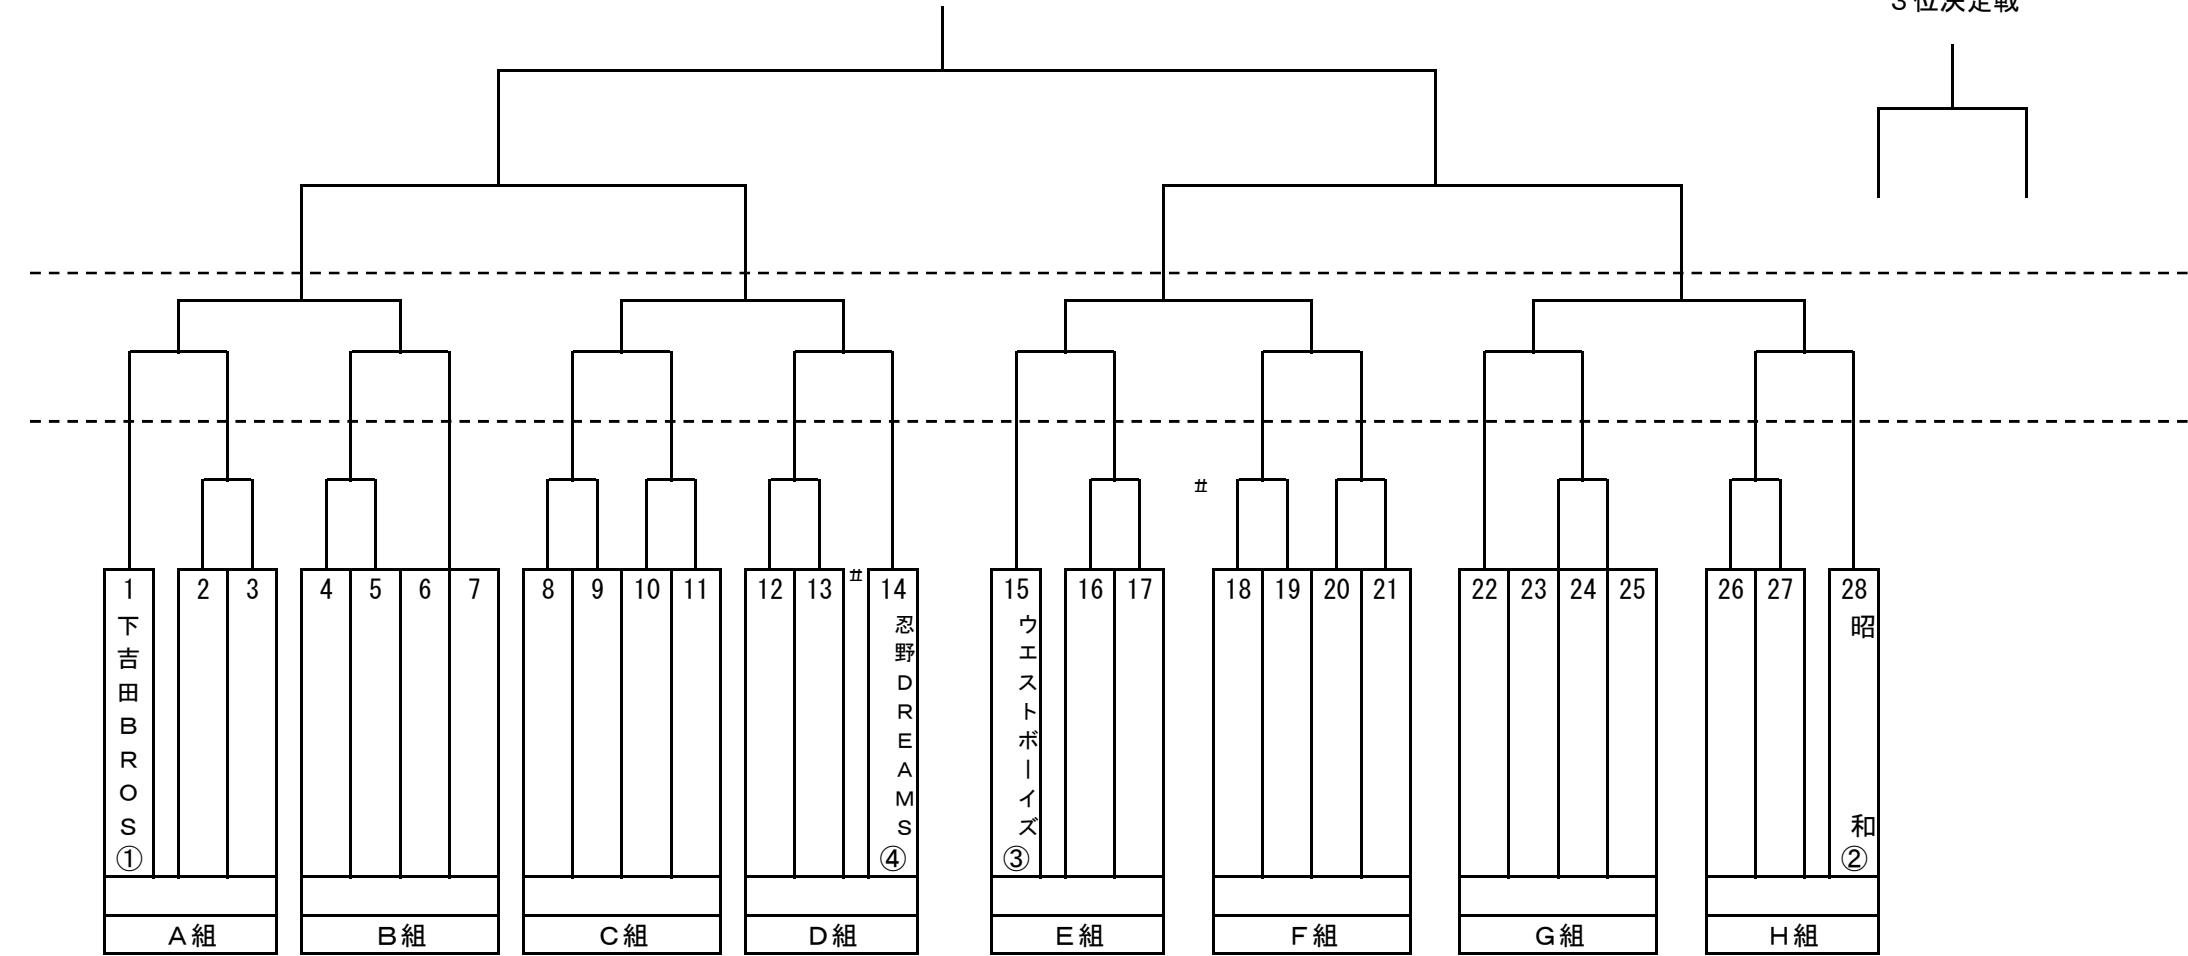 ３位決定戦
#
#
1 2 3 4 5 6 7 8 9 10 11 12 13 14 15 16 17 18 19 20 21 22 23 24 25 26 27 28
下吉田ＢＲＯＳ①
忍野ＤＲＥＡＭＳ④
ウエストボーイズ③
昭和②
Ａ組 Ｂ組 Ｃ組 Ｄ組 Ｅ組 Ｆ組 Ｇ組 Ｈ組